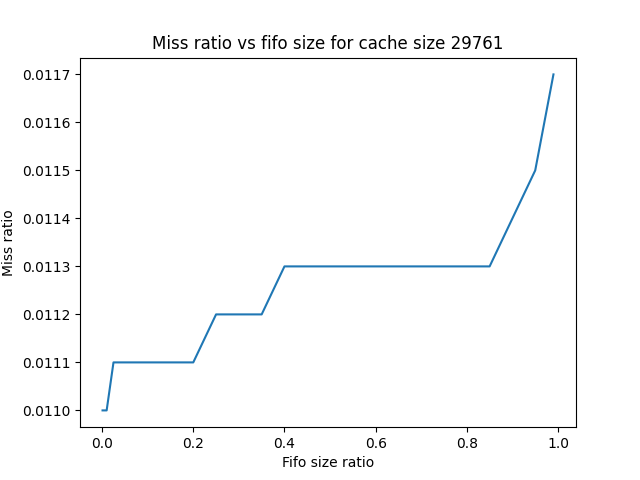 Miss ratio vs fifo size for cache size 29761
0.0117
0.0116
0.0115
0.0114
0.0113
0.0112
0.0111
0.0110
Miss ratio
0.0 0.2 0.4 0.6 0.8 1.0
Fifo size ratio